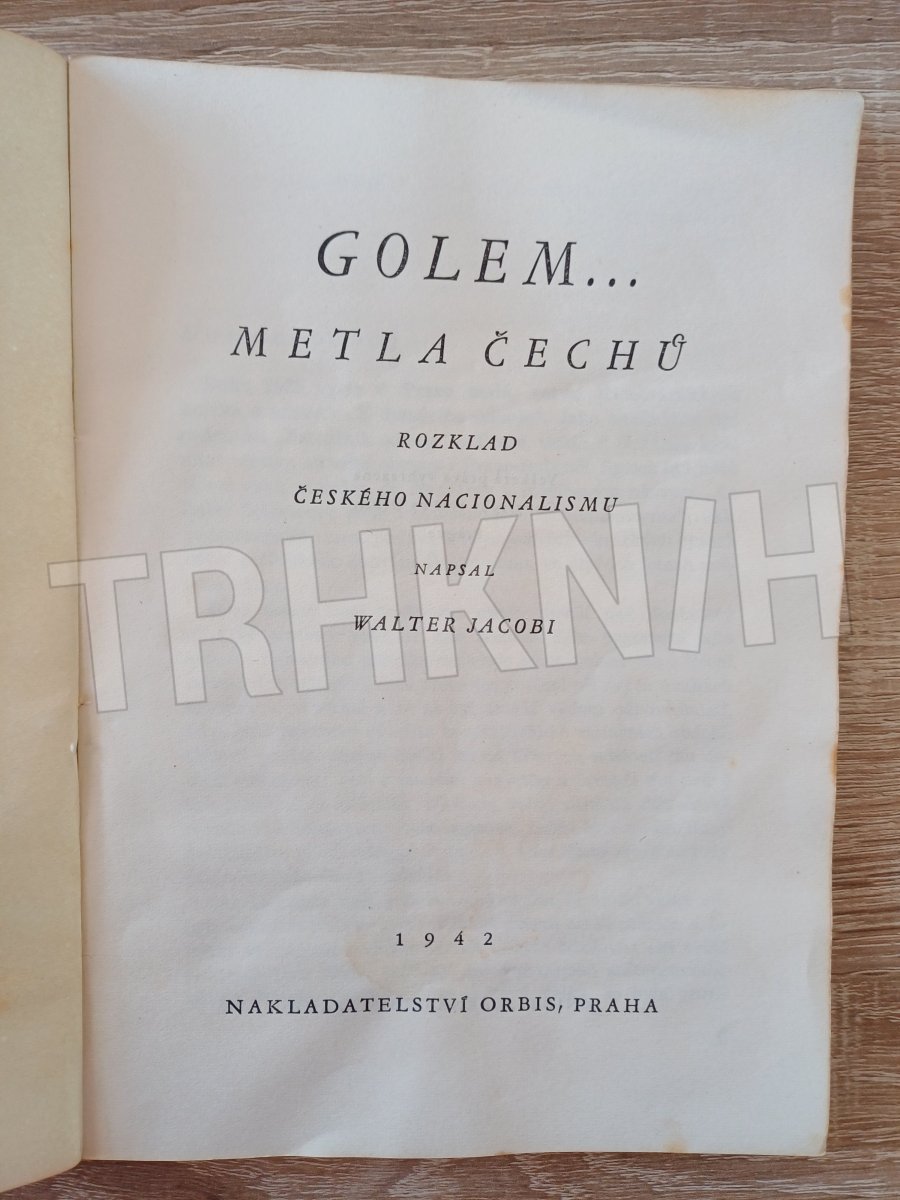 GOLEM...
METLA ČECHŮ
ROZKLAD
ČESKÉHO NACIONALISMU
NAPSAL
WALTER JACOBI
TRHKNIH
1942
NAKLADATELSTVÍ ORBIS, PRAHA